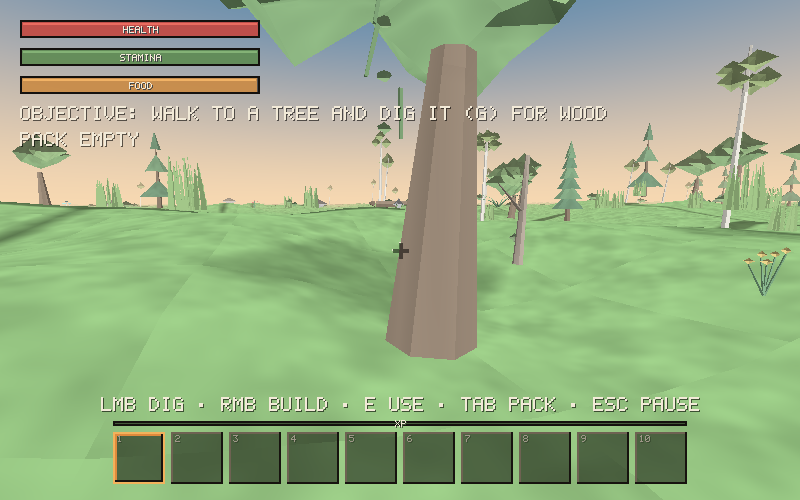 HEALTH
STAMINA
FOOD
OBJECTIVE: WALK TO A TREE AND DIG IT (G) FOR WOOD
PACK EMPTY
LMB DIG · RMB BUILD · E USE · TAB PACK · ESC PAUSE
XP
1 2 3 4 5 6 7 8 9 10